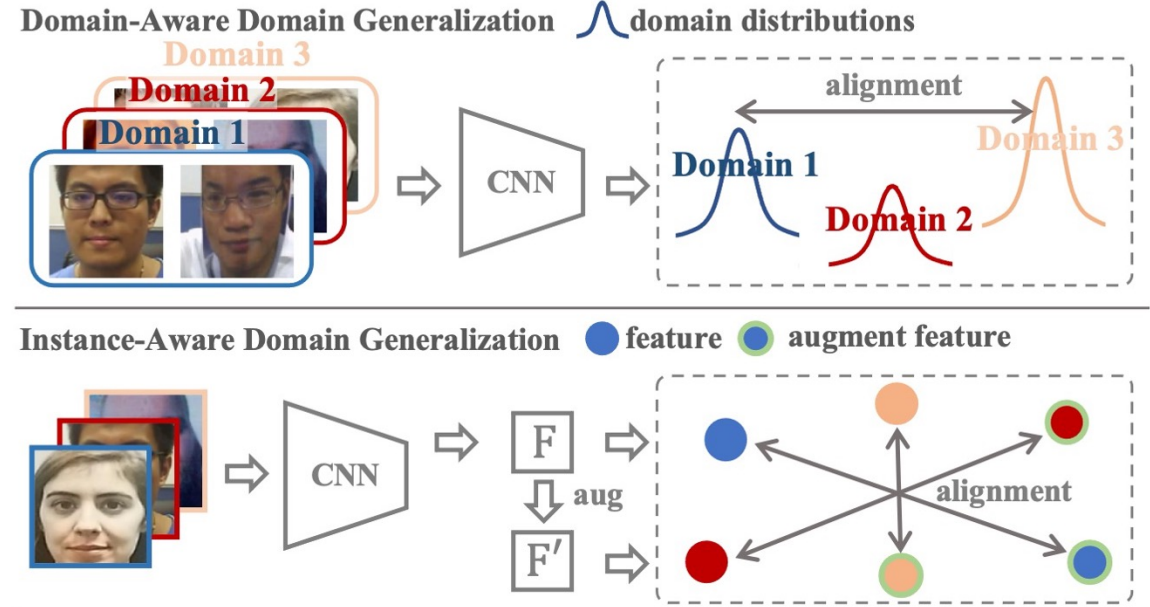 Domain-Aware Domain Generalization domain distributions
Domain 3
Domain 2
Domain 1
CNN
alignment
Domain 1
Domain 2
Domain 3
Instance-Aware Domain Generalization feature augment feature
CNN
F
aug
F′
alignment